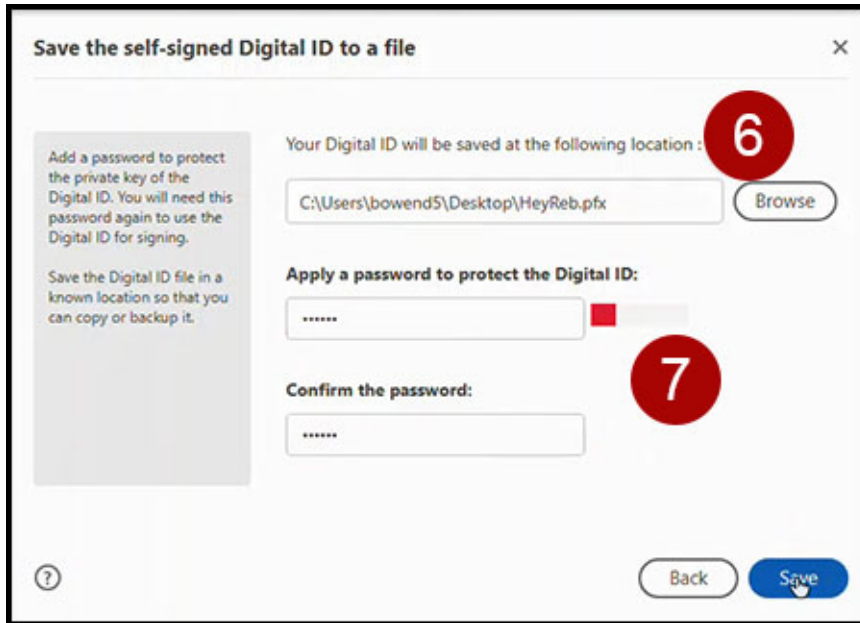 Save the self-signed Digital ID to a file
Add a password to protect
the private key of the
Digital ID. You will need this
password again to use the
Digital ID for signing.
Save the Digital ID file in a
known location so that you
can copy or backup it.
Your Digital ID will be saved at the following location :
6
C:\Users\bowend5\Desktop\HeyReb.pfx
Browse
Apply a password to protect the Digital ID:
••••••
7
Confirm the password:
••••••
?
Back
Save